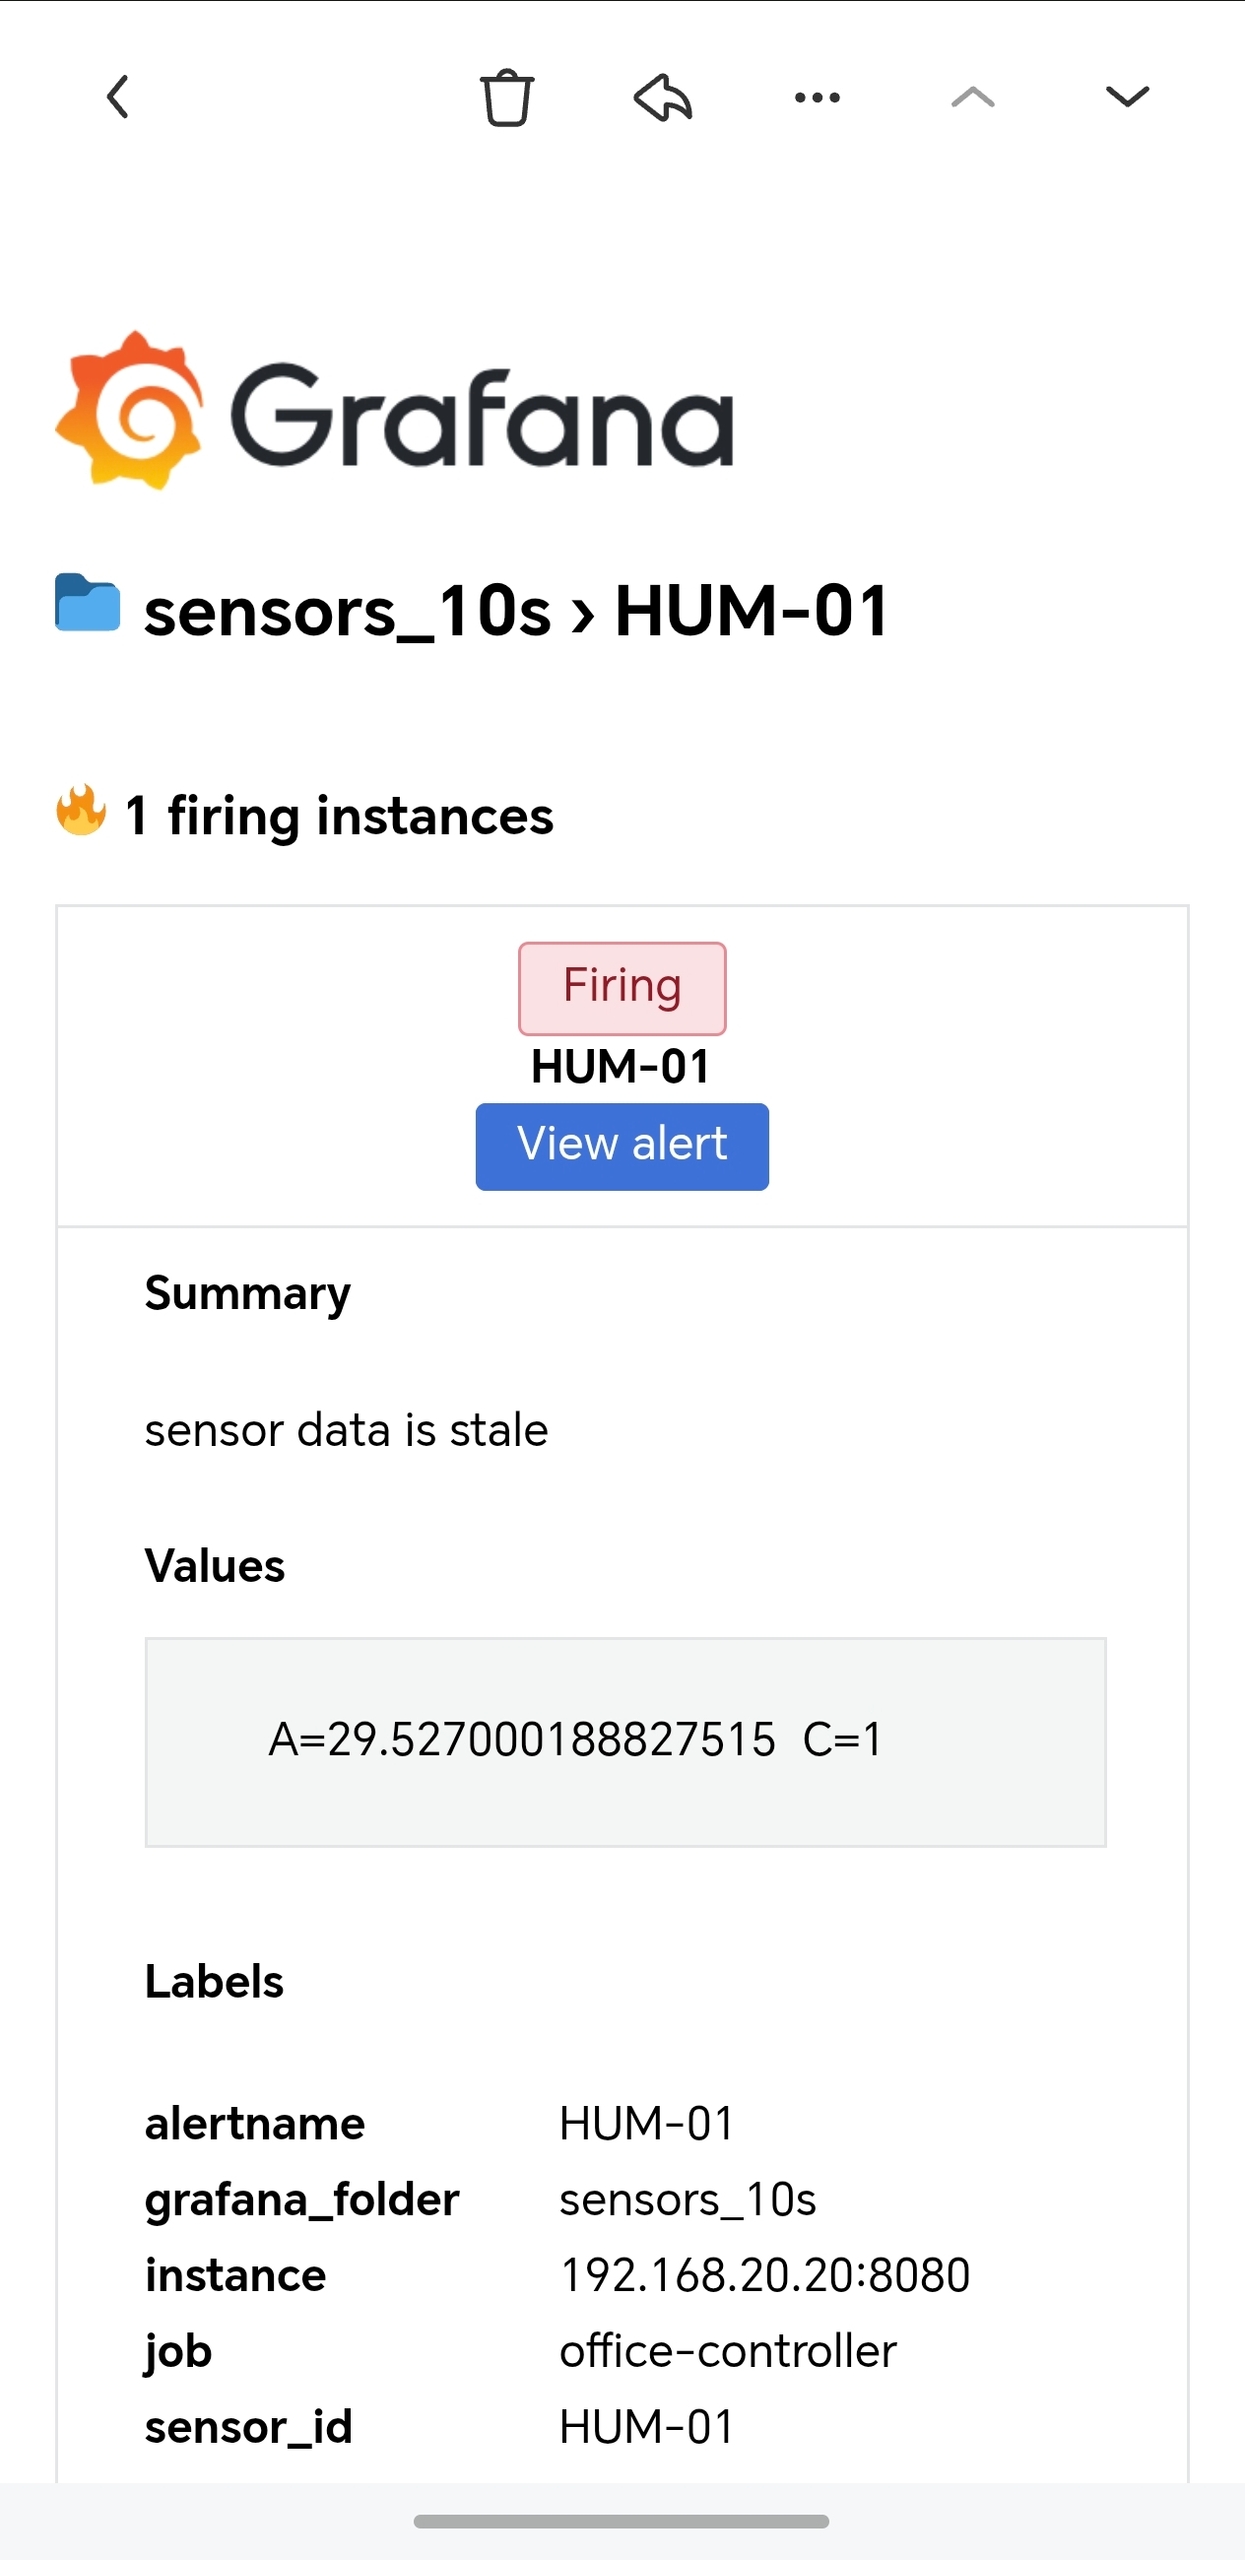 Grafana
sensors_10s › HUM-01
1 firing instances
Firing
HUM-01
View alert
Summary
sensor data is stale
Values
A=29.527000188827515 C=1
Labels
alertname HUM-01
grafana_folder sensors_10s
instance 192.168.20.20:8080
job office-controller
sensor_id HUM-01